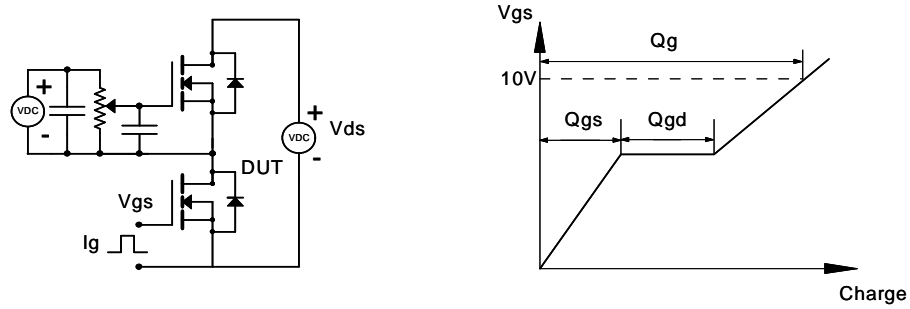 +
VDC
-
+
VDC
-
Vds
DUT
Vgs
Ig
Vgs
Qg
10V
Qgs
Qgd
Charge